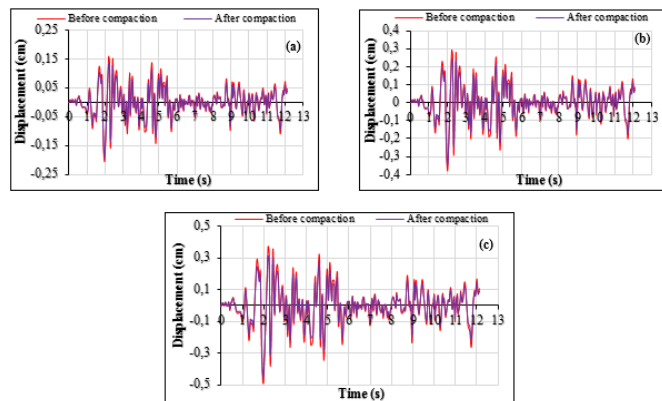 Before compaction After compaction
(a)
Displacement (cm)
0,25
0,15
0,05
-0,05
-0,15
-0,25
0 1 2 3 4 5 6 7 8 9 10 11 12 13
Time (s)
Before compaction After compaction
(b)
Displacement (cm)
0,4
0,3
0,2
0,1
0
-0,1
-0,2
-0,3
-0,4
0 1 2 3 4 5 6 7 8 9 10 11 12 13
Time (s)
Before compaction After compaction
(c)
Displacement (cm)
0,5
0,3
0,1
-0,1
-0,3
-0,5
0 1 2 3 4 5 6 7 8 9 10 11 12 13
Time (s)